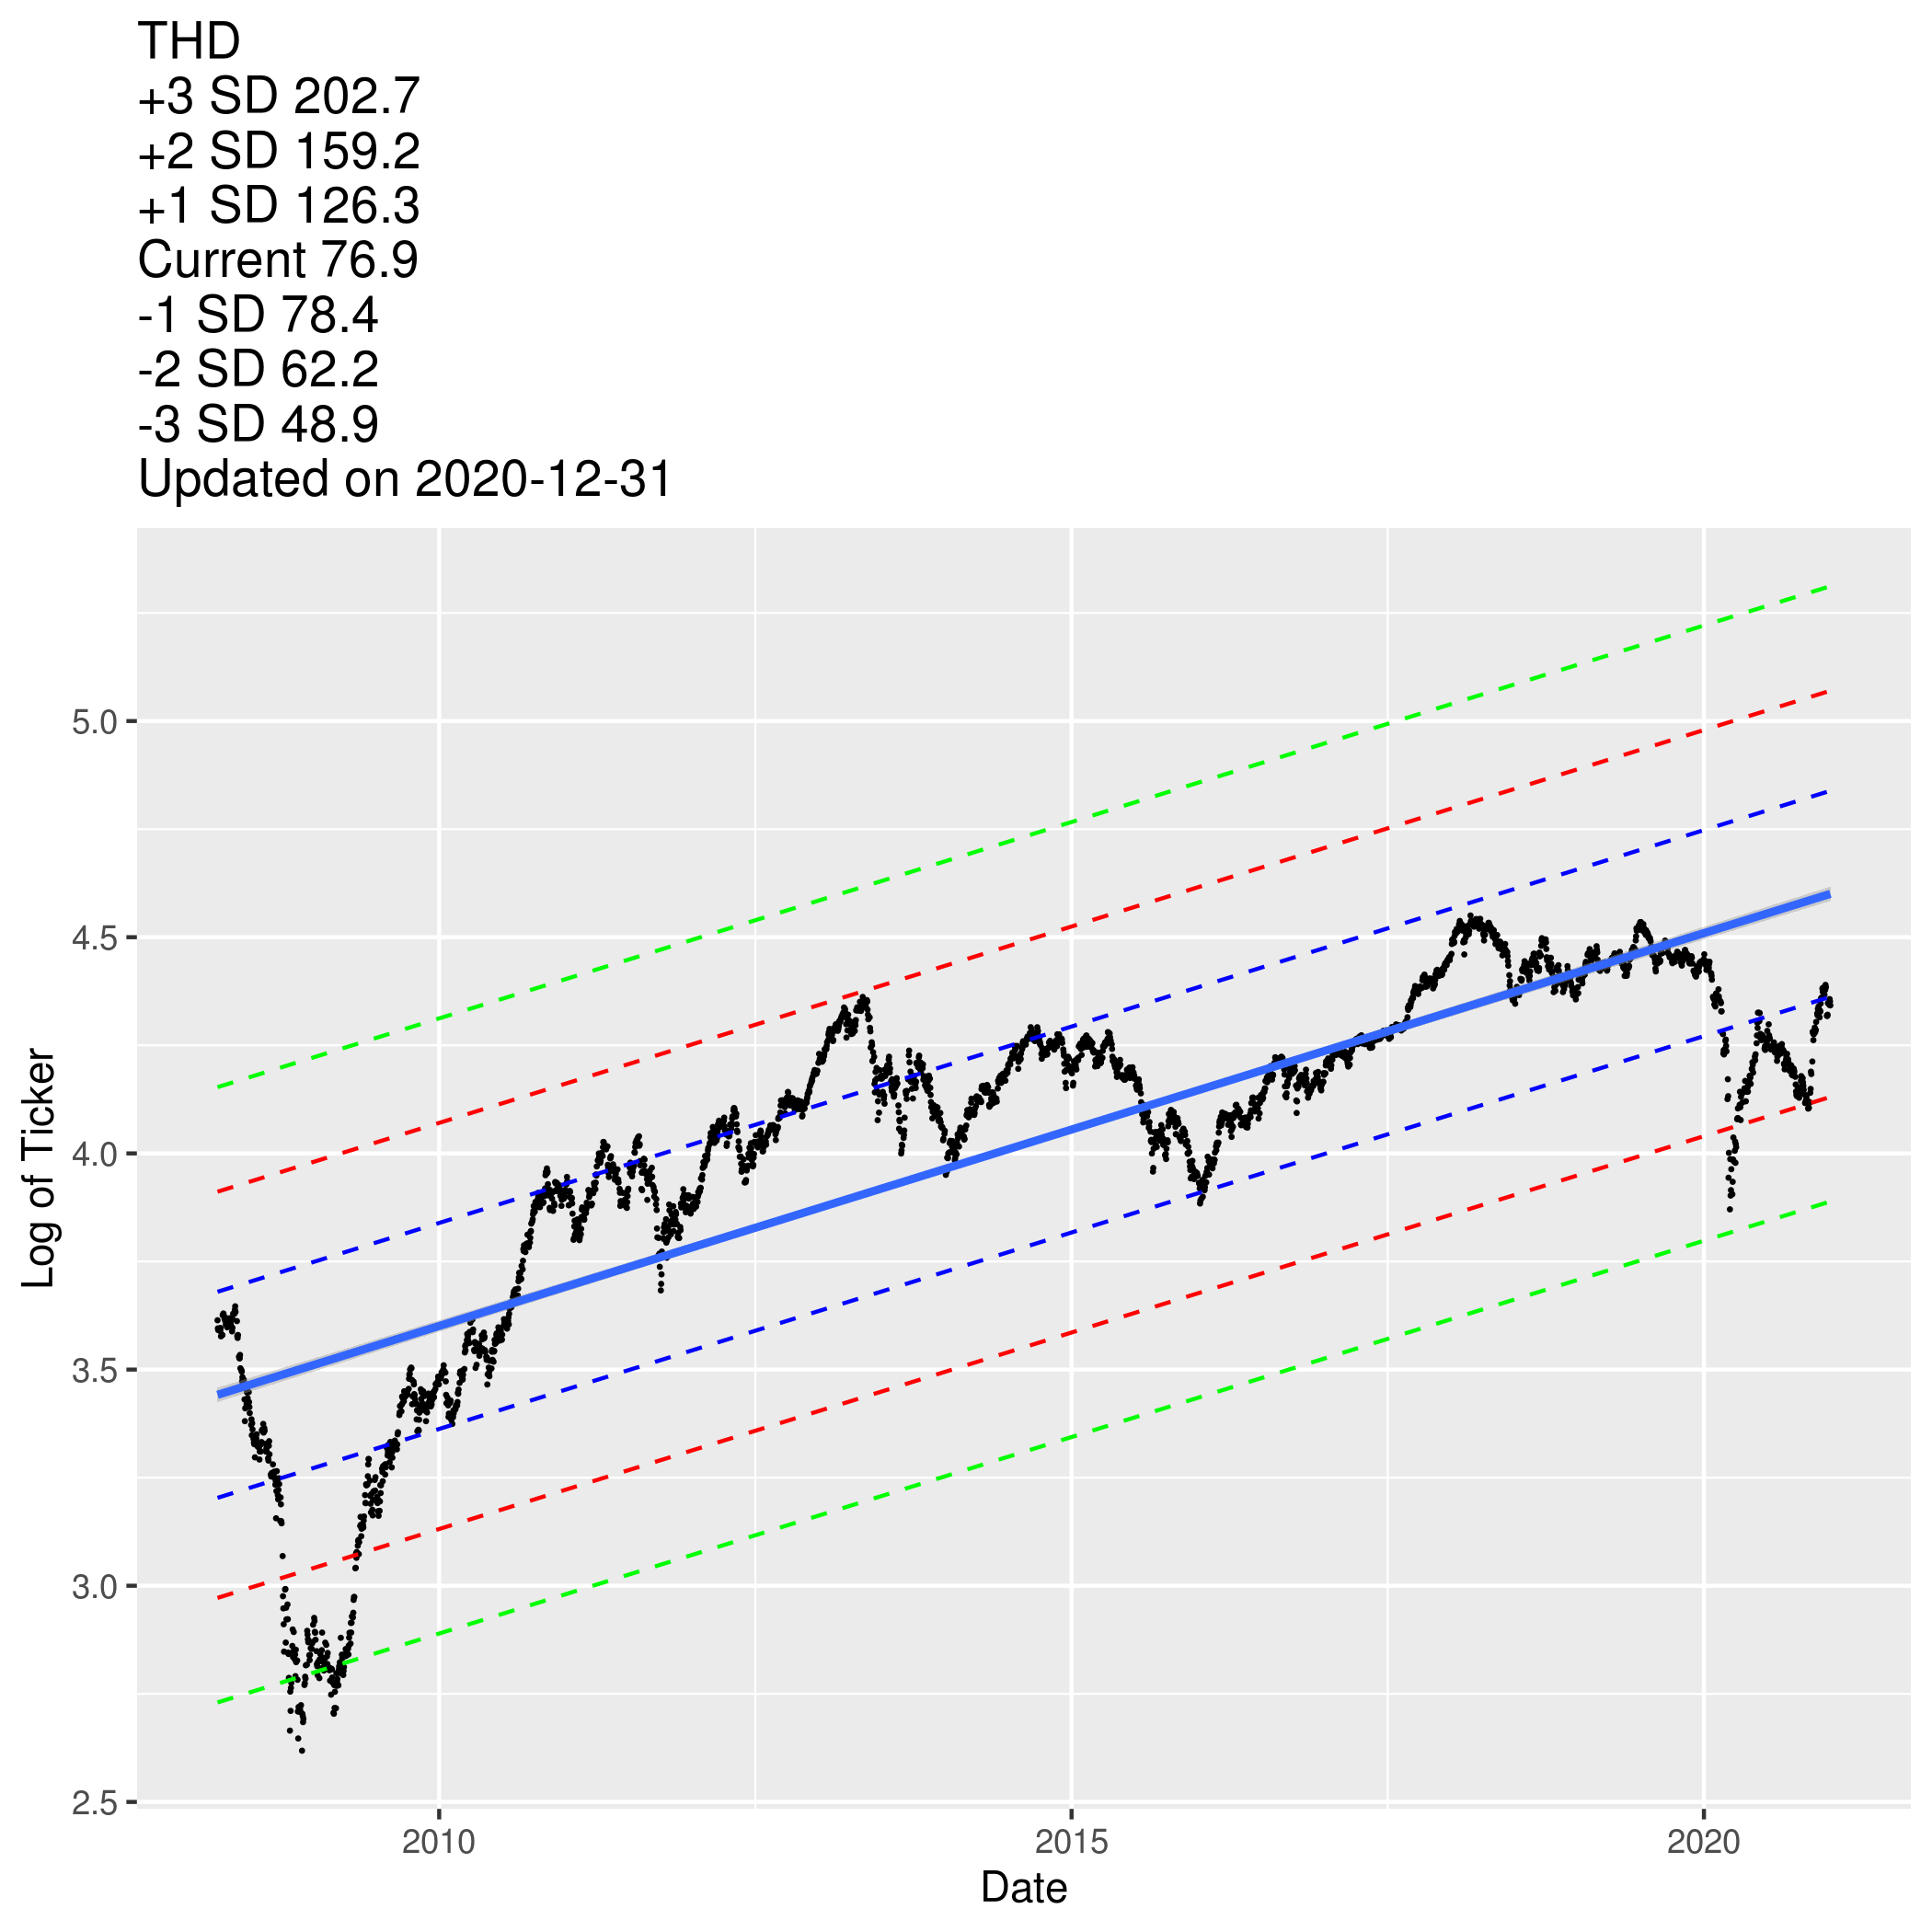 THD
+3 SD 202.7
+2 SD 159.2
+1 SD 126.3
Current 76.9
-1 SD 78.4
-2 SD 62.2
-3 SD 48.9
Updated on 2020-12-31
Log of Ticker
5.0
4.5
4.0
3.5
3.0
2.5
2010
2015
2020
Date